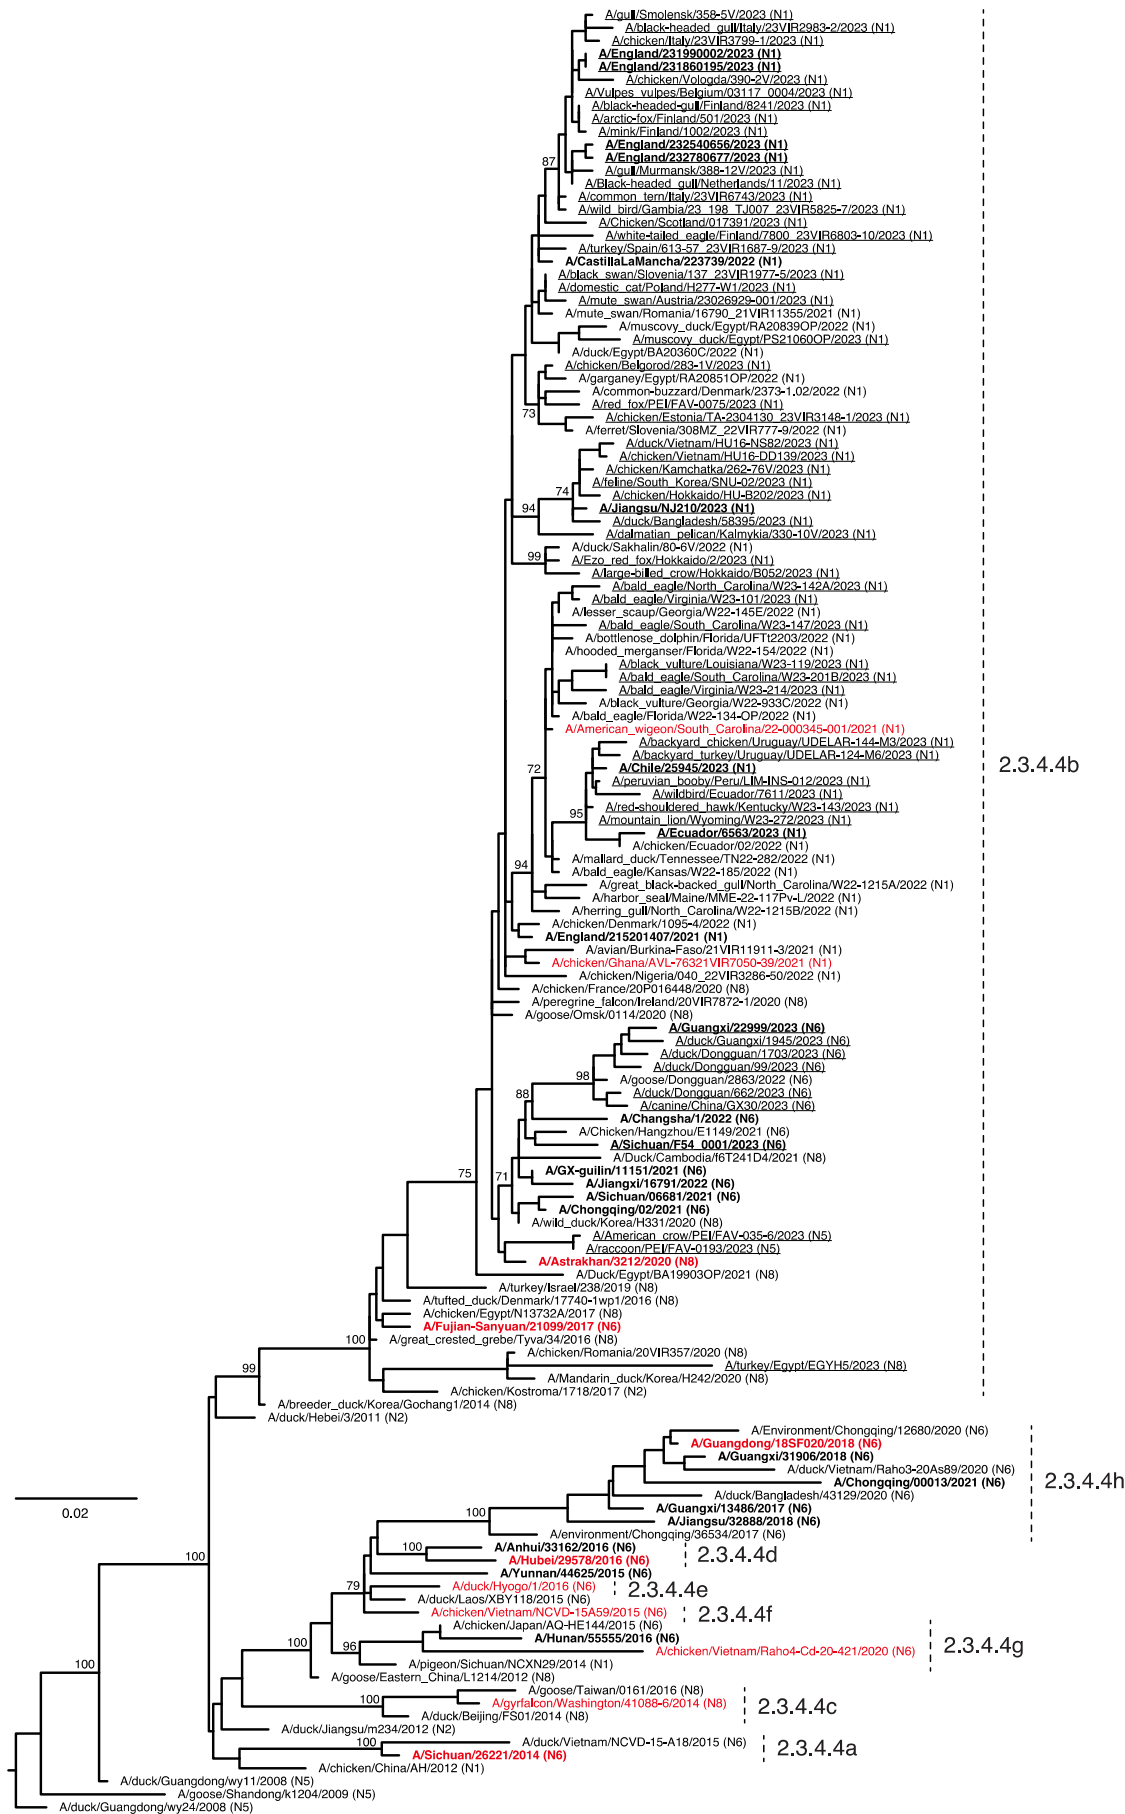 A/gull/Smolensk/358-5V/2023 (N1)
A/black-headed_gull/Italy/23VIR2983-2/2023 (N1)
A/chicken/Italy/23VIR3799-1/2023 (N1)
A/England/231990002/2023 (N1)
A/England/231860195/2023 (N1)
A/chicken/Vologda/390-2V/2023 (N1)
A/Vulpes_vulpes/Belgium/03117_0004/2023 (N1)
A/black-headed-gull/Finland/8241/2023 (N1)
A/arctic-fox/Finland/501/2023 (N1)
A/mink/Finland/1002/2023 (N1)
A/England/232540656/2023 (N1)
A/England/232780677/2023 (N1)
87
A/gull/Murmansk/388-12V/2023 (N1)
A/Black-headed_gull/Netherlands/11/2023 (N1)
A/common_tern/Italy/23VIR6743/2023 (N1)
A/wild_bird/Gambia/23_198_TJ007_23VIR5825-7/2023 (N1)
A/Chicken/Scotland/017391/2023 (N1)
A/white-tailed_eagle/Finland/7800_23VIR6803-10/2023 (N1)
A/turkey/Spain/613-57_23VIR1687-9/2023 (N1)
A/CastillaLaMancha/223739/2022 (N1)
A/black_swan/Slovenia/137_23VIR1977-5/2023 (N1)
A/domestic_cat/Poland/H277-W1/2023 (N1)
A/mute_swan/Austria/23026929-001/2023 (N1)
A/mute_swan/Romania/16790_21VIR11355/2021 (N1)
A/muscovy_duck/Egypt/RA20839OP/2022 (N1)
A/muscovy_duck/Egypt/PS21060OP/2023 (N1)
A/duck/Egypt/BA20360C/2022 (N1)
A/chicken/Belgorod/283-1V/2023 (N1)
A/garganey/Egypt/RA20851OP/2022 (N1)
A/common-buzzard/Denmark/2373-1.02/2022 (N1)
A/red_fox/PEI/FAV-0075/2023 (N1)
73
A/chicken/Estonia/TA-2304130_23VIR3148-1/2023 (N1)
A/ferret/Slovenia/308MZ_22VIR777-9/2022 (N1)
A/duck/Vietnam/HU16-NS82/2023 (N1)
A/chicken/Vietnam/HU16-DD139/2023 (N1)
A/chicken/Kamchatka/262-76V/2023 (N1)
A/feline/South_Korea/SNU-02/2023 (N1)
74
A/chicken/Hokkaido/HU-B202/2023 (N1)
94
A/Jiangsu/NJ210/2023 (N1)
A/duck/Bangladesh/58395/2023 (N1)
A/dalmatian_pelican/Kalmykia/330-10V/2023 (N1)
A/duck/Sakhalin/80-6V/2022 (N1)
99
A/Ezo_red_fox/Hokkaido/2/2023 (N1)
A/large-billed_crow/Hokkaido/B052/2023 (N1)
A/bald_eagle/North_Carolina/W23-142A/2023 (N1)
A/bald_eagle/Virginia/W23-101/2023 (N1)
A/lesser_scaup/Georgia/W22-145E/2022 (N1)
A/bald_eagle/South_Carolina/W23-147/2023 (N1)
A/bottlenose_dolphin/Florida/UFTt2203/2022 (N1)
A/hooded_merganser/Florida/W22-154/2022 (N1)
A/black_vulture/Louisiana/W23-119/2023 (N1)
A/bald_eagle/South_Carolina/W23-201B/2023 (N1)
A/bald_eagle/Virginia/W23-214/2023 (N1)
A/black_vulture/Georgia/W22-933C/2022 (N1)
A/bald_eagle/Florida/W22-134-OP/2022 (N1)
A/American_wigeon/South_Carolina/22-000345-001/2021 (N1)
A/backyard_chicken/Uruguay/UDELAR-144-M3/2023 (N1)
A/backyard_turkey/Uruguay/UDELAR-124-M6/2023 (N1)
72
A/Chile/25945/2023 (N1)
2.3.4.4b
A/peruvian_booby/Peru/LIM-INS-012/2023 (N1)
A/wildbird/Ecuador/7611/2023 (N1)
A/red-shouldered_hawk/Kentucky/W23-143/2023 (N1)
95
A/mountain_lion/Wyoming/W23-272/2023 (N1)
A/Ecuador/6563/2023 (N1)
A/chicken/Ecuador/02/2022 (N1)
A/mallard_duck/Tennessee/TN22-282/2022 (N1)
94
A/bald_eagle/Kansas/W22-185/2022 (N1)
A/great_black-backed_gull/North_Carolina/W22-1215A/2022 (N1)
A/harbor_seal/Maine/MME-22-117Pv-L/2022 (N1)
A/herring_gull/North_Carolina/W22-1215B/2022 (N1)
A/chicken/Denmark/1095-4/2022 (N1)
A/England/215201407/2021 (N1)
A/avian/Burkina-Faso/21VIR11911-3/2021 (N1)
A/chicken/Ghana/AVL-76321VIR7050-39/2021 (N1)
A/chicken/Nigeria/040_22VIR3286-50/2022 (N1)
A/chicken/France/20P016448/2020 (N8)
A/peregrine_falcon/Ireland/20VIR7872-1/2020 (N8)
A/goose/Omsk/0114/2020 (N8)
A/Guangxi/22999/2023 (N6)
A/duck/Guangxi/1945/2023 (N6)
A/duck/Dongguan/1703/2023 (N6)
A/duck/Dongguan/99/2023 (N6)
98
A/goose/Dongguan/2863/2022 (N6)
88
A/duck/Dongguan/662/2023 (N6)
A/canine/China/GX30/2023 (N6)
A/Changsha/1/2022 (N6)
A/Chicken/Hangzhou/E1149/2021 (N6)
A/Sichuan/F54_0001/2023 (N6)
A/Duck/Cambodia/f6T241D4/2021 (N8)
75
71
A/GX-guilin/11151/2021 (N6)
A/Jiangxi/16791/2022 (N6)
A/Sichuan/06681/2021 (N6)
A/Chongqing/02/2021 (N6)
A/wild_duck/Korea/H331/2020 (N8)
A/American_crow/PEI/FAV-035-6/2023 (N5)
A/raccoon/PEI/FAV-0193/2023 (N5)
A/Astrakhan/3212/2020 (N8)
A/Duck/Egypt/BA19903OP/2021 (N8)
A/turkey/Israel/238/2019 (N8)
A/tufted_duck/Denmark/17740-1wp1/2016 (N8)
A/chicken/Egypt/N13732A/2017 (N8)
A/Fujian-Sanyuan/21099/2017 (N6)
100
A/great_crested_grebe/Tyva/34/2016 (N8)
A/chicken/Romania/20VIR357/2020 (N8)
99
A/turkey/Egypt/EGYH5/2023 (N8)
A/Mandarin_duck/Korea/H242/2020 (N8)
A/chicken/Kostroma/1718/2017 (N2)
A/breeder_duck/Korea/Gochang1/2014 (N8)
A/duck/Hebei/3/2011 (N2)
A/Environment/Chongqing/12680/2020 (N6)
A/Guangdong/18SF020/2018 (N6)
A/Guangxi/31906/2018 (N6)
A/duck/Vietnam/Raho3-20As89/2020 (N6)
2.3.4.4h
A/Chongqing/00013/2021 (N6)
A/duck/Bangladesh/43129/2020 (N6)
0.02
100
A/Guangxi/13486/2017 (N6)
A/Jiangsu/32888/2018 (N6)
A/environment/Chongqing/36534/2017 (N6)
100
A/Anhui/33162/2016 (N6)
100
2.3.4.4d
A/Hubei/29578/2016 (N6)
A/Yunnan/44625/2015 (N6)
79
A/duck/Hyogo/1/2016 (N6)
2.3.4.4e
A/duck/Laos/XBY118/2015 (N6)
A/chicken/Vietnam/NCVD-15A59/2015 (N6)
2.3.4.4f
A/chicken/Japan/AQ-HE144/2015 (N6)
A/Hunan/55555/2016 (N6)
100
96
A/chicken/Vietnam/Raho4-Cd-20-421/2020 (N6)
2.3.4.4g
A/pigeon/Sichuan/NCXN29/2014 (N1)
100
A/goose/Eastern_China/L1214/2012 (N8)
A/goose/Taiwan/0161/2016 (N8)
100
A/gyrfalcon/Washington/41088-6/2014 (N8)
2.3.4.4c
A/duck/Beijing/FS01/2014 (N8)
A/duck/Jiangsu/m234/2012 (N2)
A/duck/Vietnam/NCVD-15-A18/2015 (N6)
100
2.3.4.4a
A/Sichuan/26221/2014 (N6)
A/chicken/China/AH/2012 (N1)
A/duck/Guangdong/wy11/2008 (N5)
A/goose/Shandong/k1204/2009 (N5)
A/duck/Guangdong/wy24/2008 (N5)